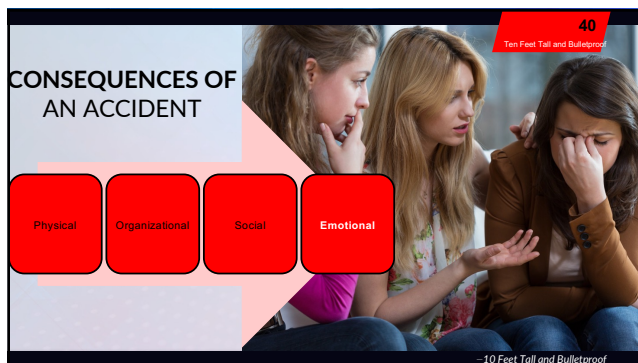 40
Ten Feet Tall and Bulletproof
CONSEQUENCES OF
AN ACCIDENT
Physical
Organizational
Social
Emotional
–10 Feet Tall and Bulletproof